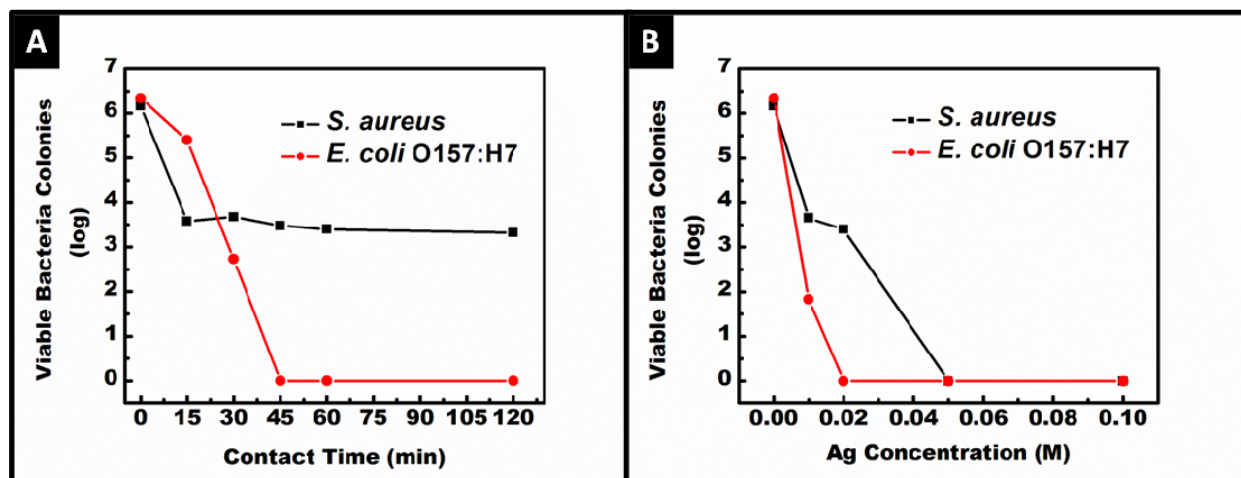 A
Viable Bacteria Colonies
(log)
7
6
5
4
3
2
1
0
S. aureus
E. coli O157:H7
0 15 30 45 60 75 90 105 120
Contact Time (min)
B
Viable Bacteria Colonies
(log)
7
6
5
4
3
2
1
0
S. aureus
E. coli O157:H7
0.00 0.02 0.04 0.06 0.08 0.10
Ag Concentration (M)